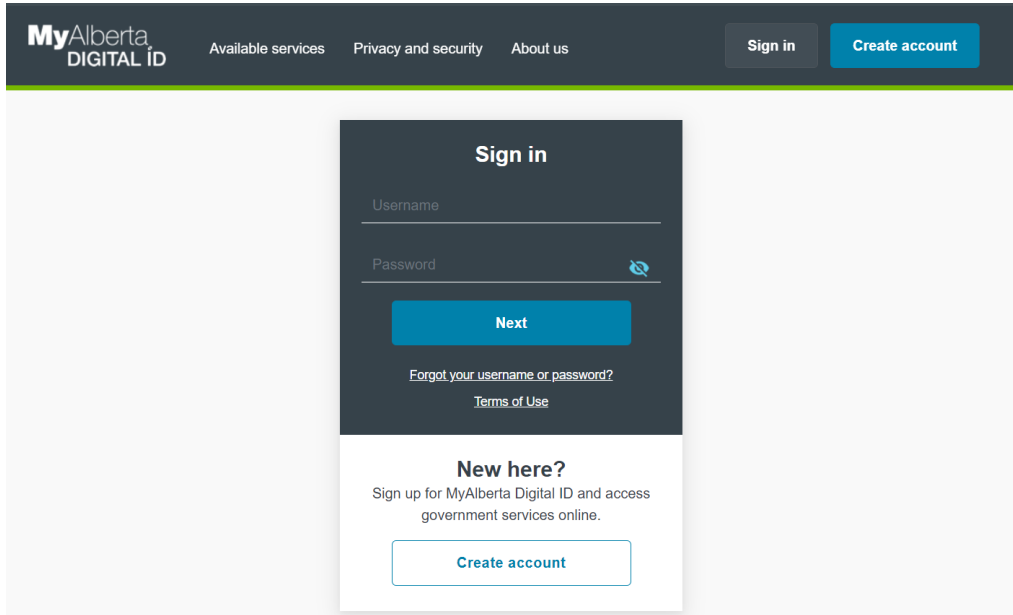 MyAlberta
DIGITAL ID
Available services
Privacy and security
About us
Sign in
Create account
Sign in
Username
Password
Next
Forgot your username or password?
Terms of Use
New here?
Sign up for MyAlberta Digital ID and access
government services online.
Create account